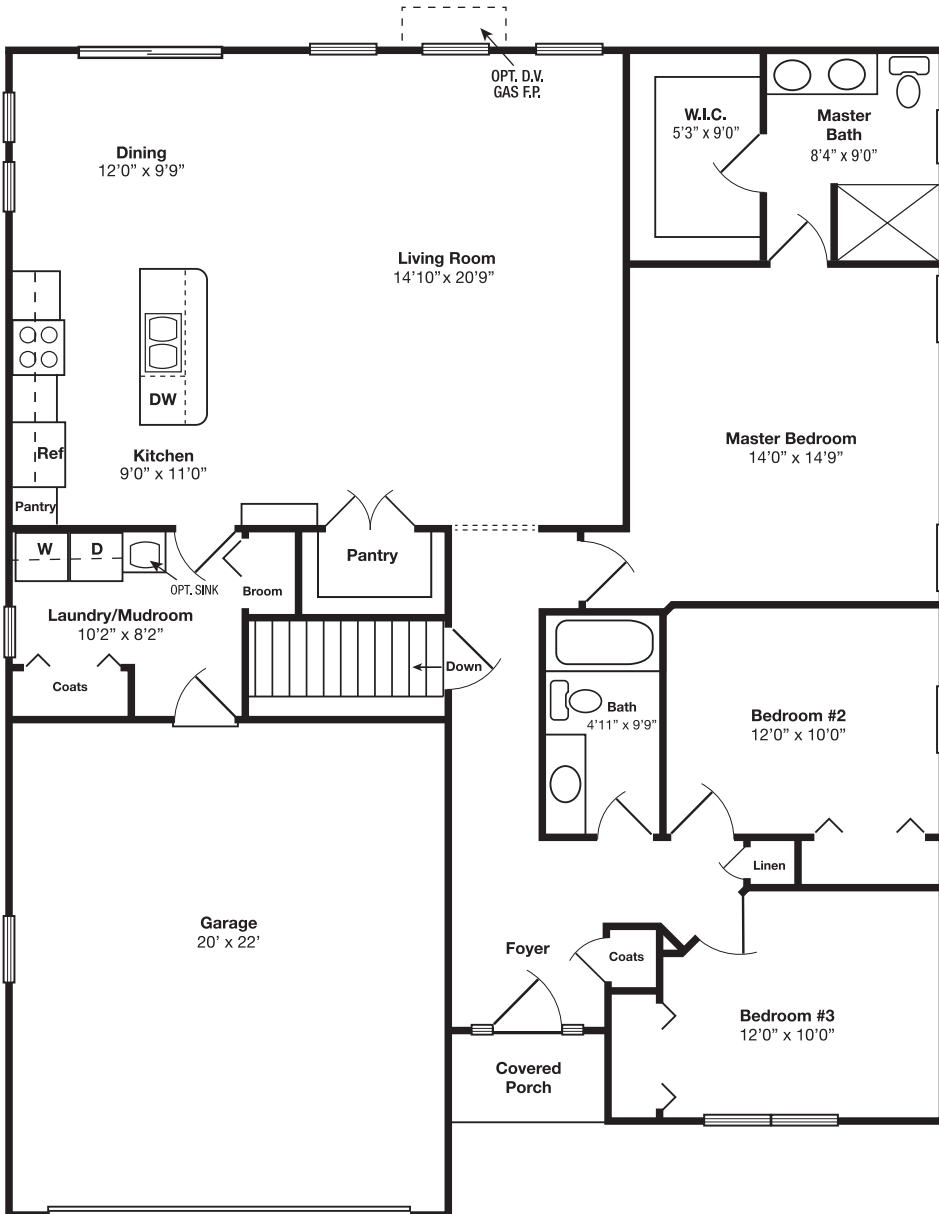 OPT. D.V.
GAS F.P.
W.I.C.
5'3" x 9'0"
Master
Bath
8'4" x 9'0"
Dining
12'0" x 9'9"
Living Room
14'10" x 20'9"
DW
Ref
Kitchen
9'0" x 11'0"
Master Bedroom
14'0" x 14'9"
Pantry
W
D
OPT. SINK
Broom
Pantry
Laundry/Mudroom
10'2" x 8'2"
Down
Coats
Bath
4'11" x 9'9"
Bedroom #2
12'0" x 10'0"
Linen
Garage
20' x 22'
Foyer
Coats
Bedroom #3
12'0" x 10'0"
Covered
Porch